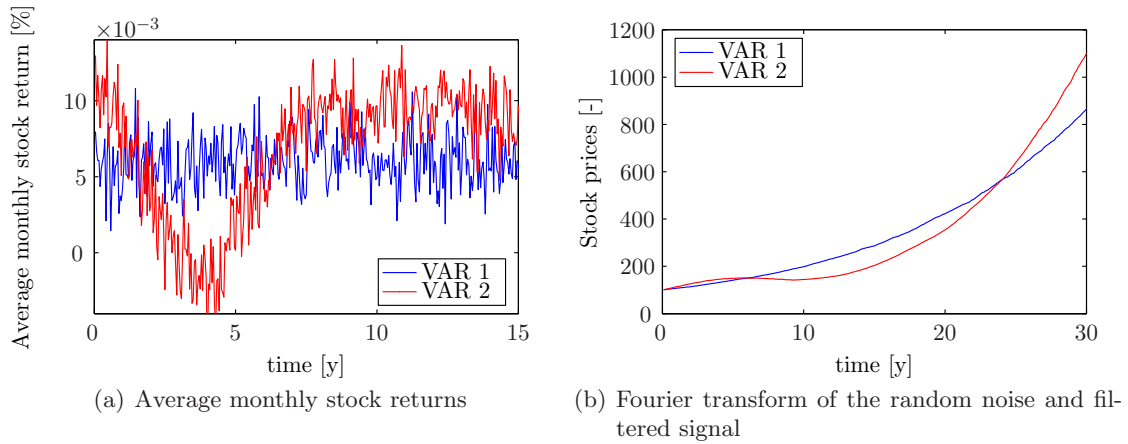 ×10⁻³
Average monthly stock return [%]
10
5
0
0
5
10
15
time [y]
VAR 1
VAR 2
(a) Average monthly stock returns
1200
1000
800
600
400
200
0
0
10
20
30
Stock prices [-]
time [y]
VAR 1
VAR 2
(b) Fourier transform of the random noise and fil-
tered signal